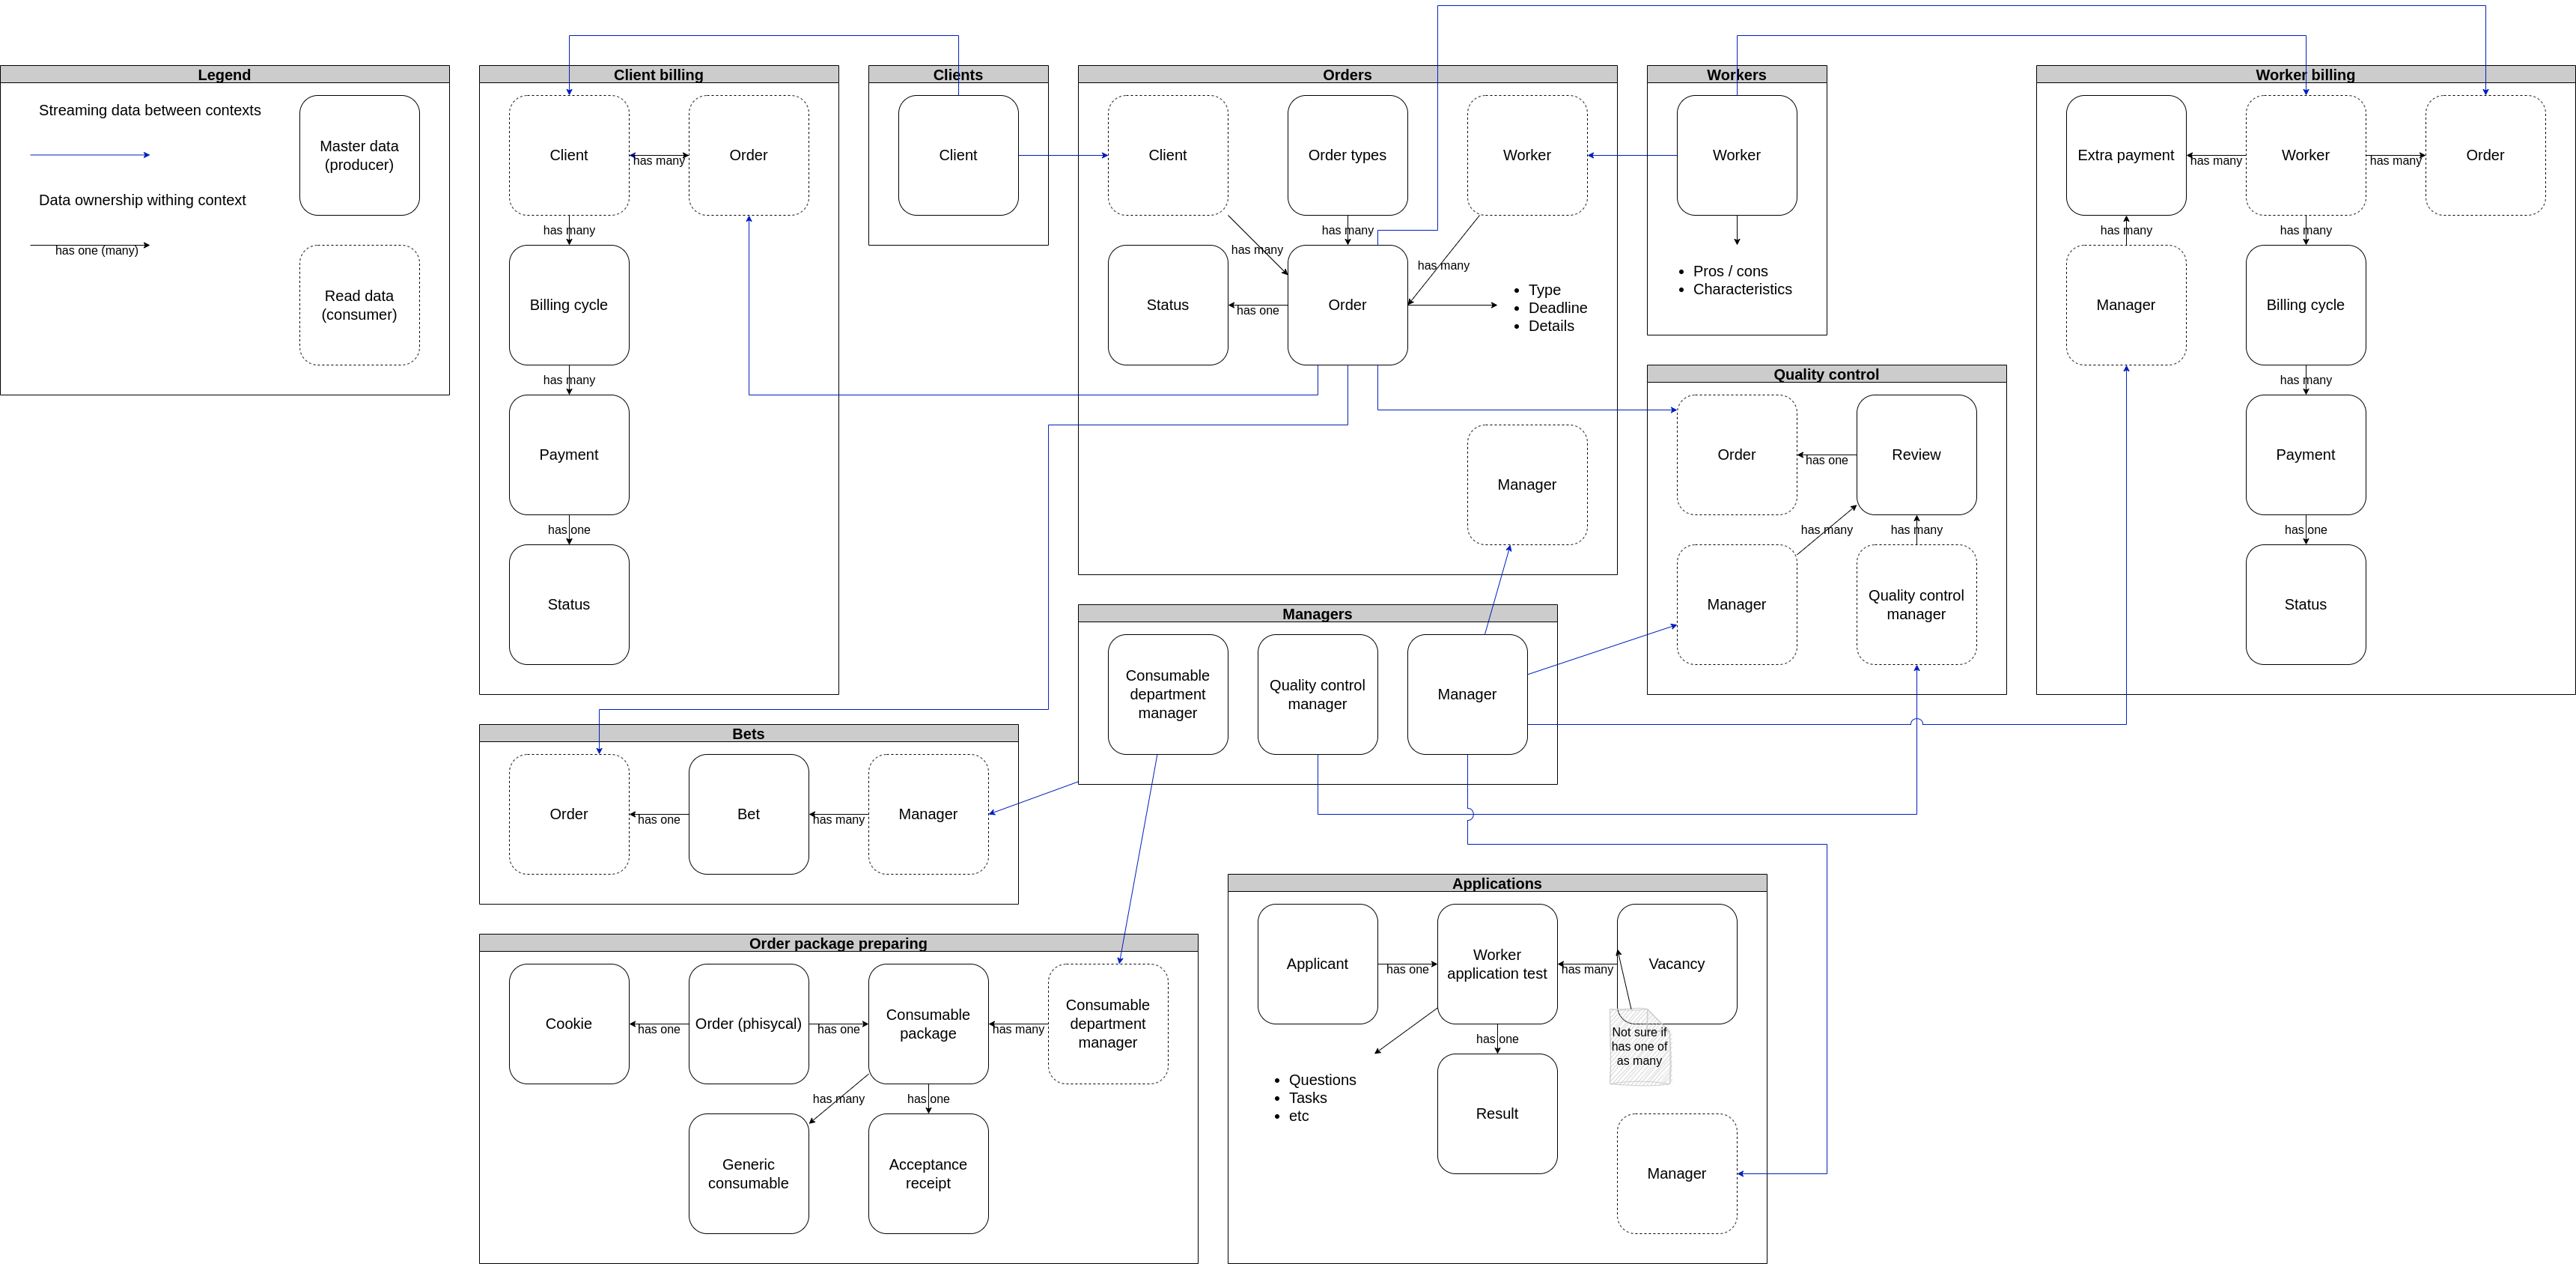 Legend
Streaming data between contexts
Data ownership withing context
has one (many)
Master data
(producer)
Read data
(consumer)
Client billing
Client
has many
Order
has many
Billing cycle
has many
Payment
has one
Status
Clients
Client
Orders
Client
Order types
Worker
has many
has many
has many
Status
has one
Order
• Type
• Deadline
• Details
Manager
Workers
Worker
• Pros / cons
• Characteristics
Quality control
Order
has one
Review
has many
has many
Manager
Quality control
manager
Worker billing
Extra payment
has many
Worker
has many
Order
has many
has many
Manager
Billing cycle
has many
Payment
has one
Status
Managers
Consumable
department
manager
Quality control
manager
Manager
Bets
Order
has one
Bet
has many
Manager
Order package preparing
Cookie
has one
Order (phisycal)
has one
Consumable
package
has many
Consumable
department
manager
has many
has one
Generic
consumable
Acceptance
receipt
Applications
Applicant
has one
Worker
application test
has many
Vacancy
Not sure if
has one of
as many
has one
• Questions
• Tasks
• etc
Result
Manager